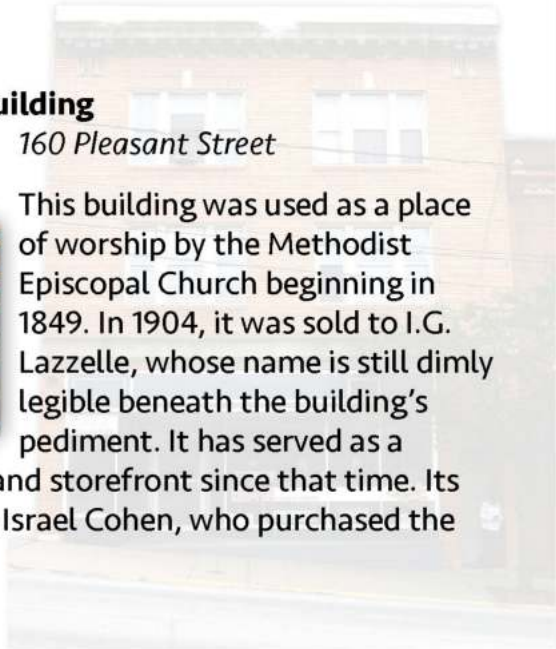 uilding
160 Pleasant Street
This building was used as a place
of worship by the Methodist
Episcopal Church beginning in
1849. In 1904, it was sold to I.G.
Lazzelle, whose name is still dimly
legible beneath the building’s
pediment. It has served as a
and storefront since that time. Its
Israel Cohen, who purchased the